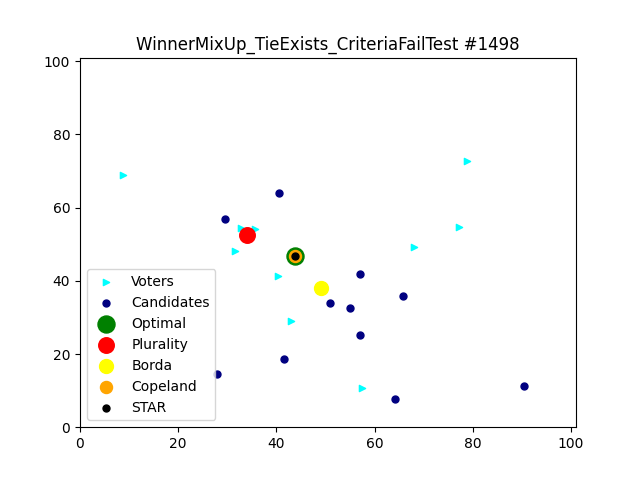 WinnerMixUp_TieExists_CriteriaFailTest #1498
100
80
60
40
20
0
Voters
Candidates
Optimal
Plurality
Borda
Copeland
STAR
0 20 40 60 80 100